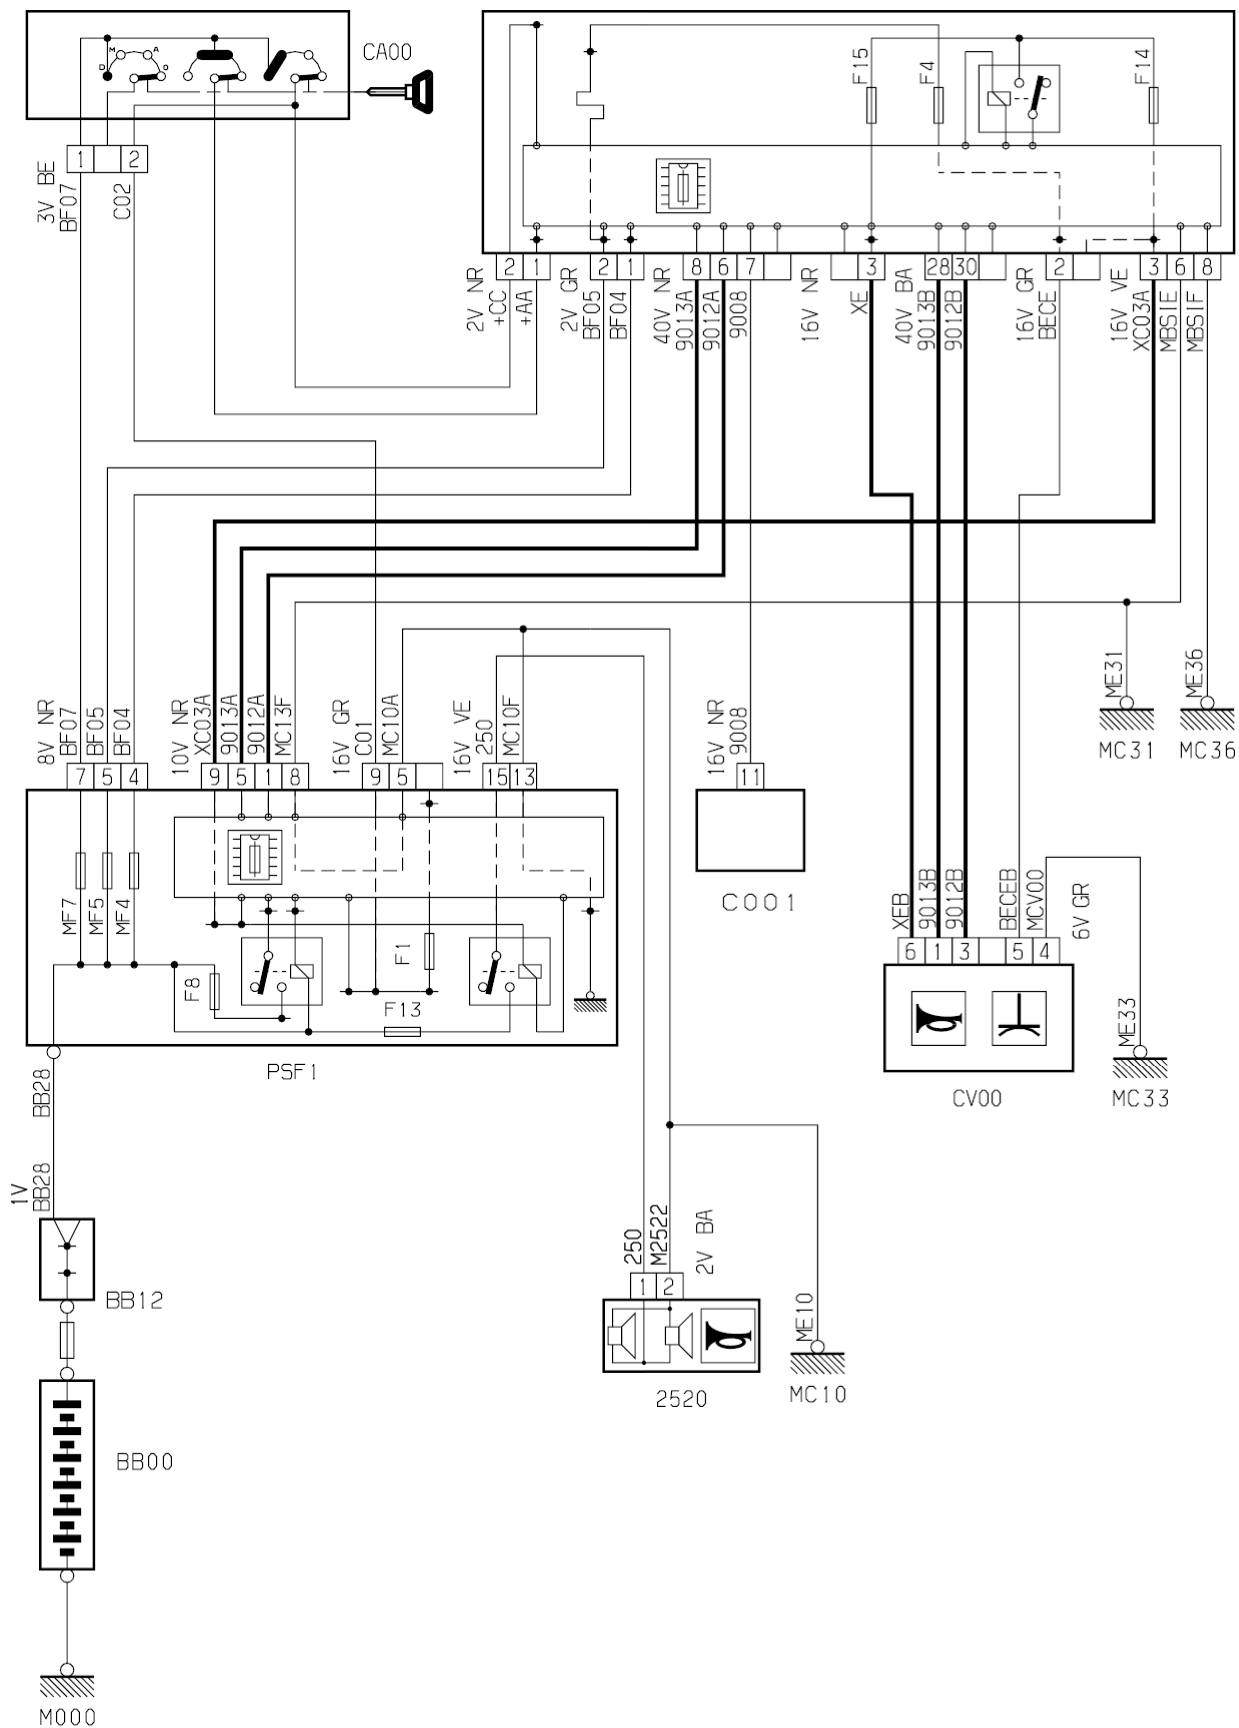 CA00
M
A
D
O
1
2
3V BE
BF07
C02
F15
F4
F14
2
1
2
1
8
6
7
3
28
30
2
3
6
8
2V NR
+CC
+AA
2V GR
BF05
BF04
40V NR
9013A
9012A
9008
16V NR
XE
40V BA
9013B
9012B
16V GR
BECE
16V VE
XC03A
MBSIE
MBSIF
ME31
MC31
ME36
MC36
8V NR
BF07
BF05
BF04
10V NR
XC03A
9013A
9012A
MC13F
16V GR
C01
MC10A
16V VE
250
MC10F
16V NR
9008
7
5
4
9
5
1
8
9
5
15
13
11
C001
MF7
MF5
MF4
F8
F1
F13
PSF1
XEB
9013B
9012B
BECEB
MCV00
6V GR
6
1
3
5
4
CV00
ME33
MC33
BB28
1V
BB28
BB12
250
M2522
2V BA
1
2
2520
ME10
MC10
BB00
M000